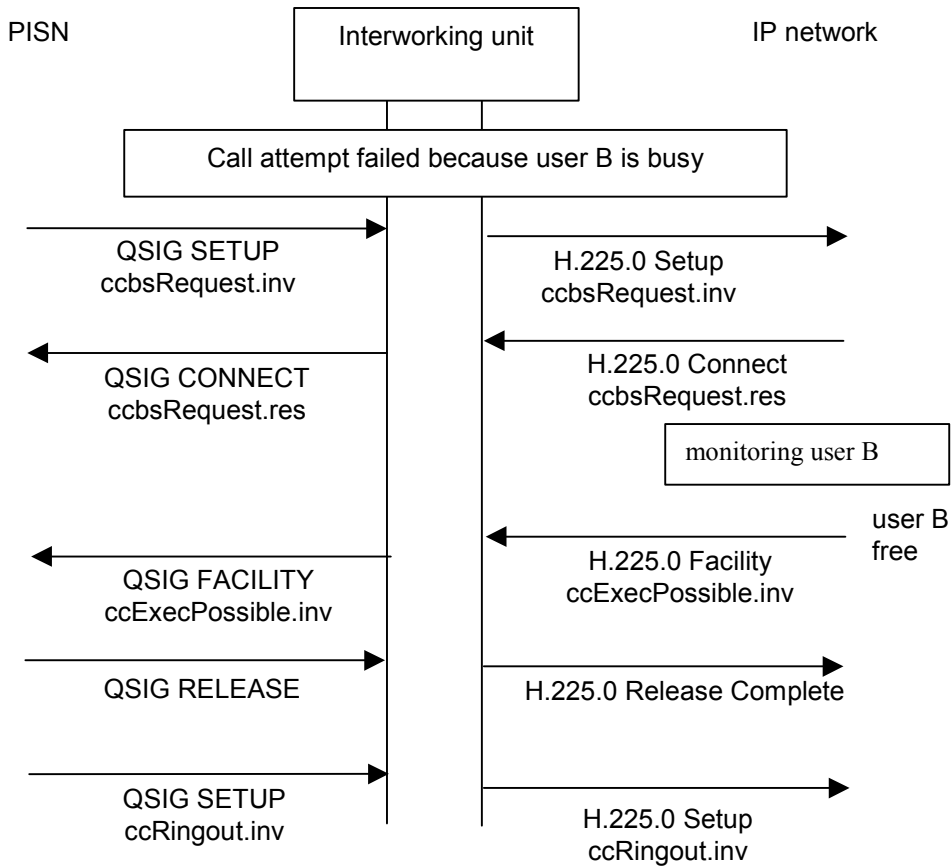 PISN
Interworking unit
IP network
Call attempt failed because user B is busy
QSIG SETUP
ccbsRequest.inv
H.225.0 Setup
ccbsRequest.inv
QSIG CONNECT
ccbsRequest.res
H.225.0 Connect
ccbsRequest.res
monitoring user B
user B
free
QSIG FACILITY
ccExecPossible.inv
H.225.0 Facility
ccExecPossible.inv
QSIG RELEASE
H.225.0 Release Complete
QSIG SETUP
ccRingout.inv
H.225.0 Setup
ccRingout.inv